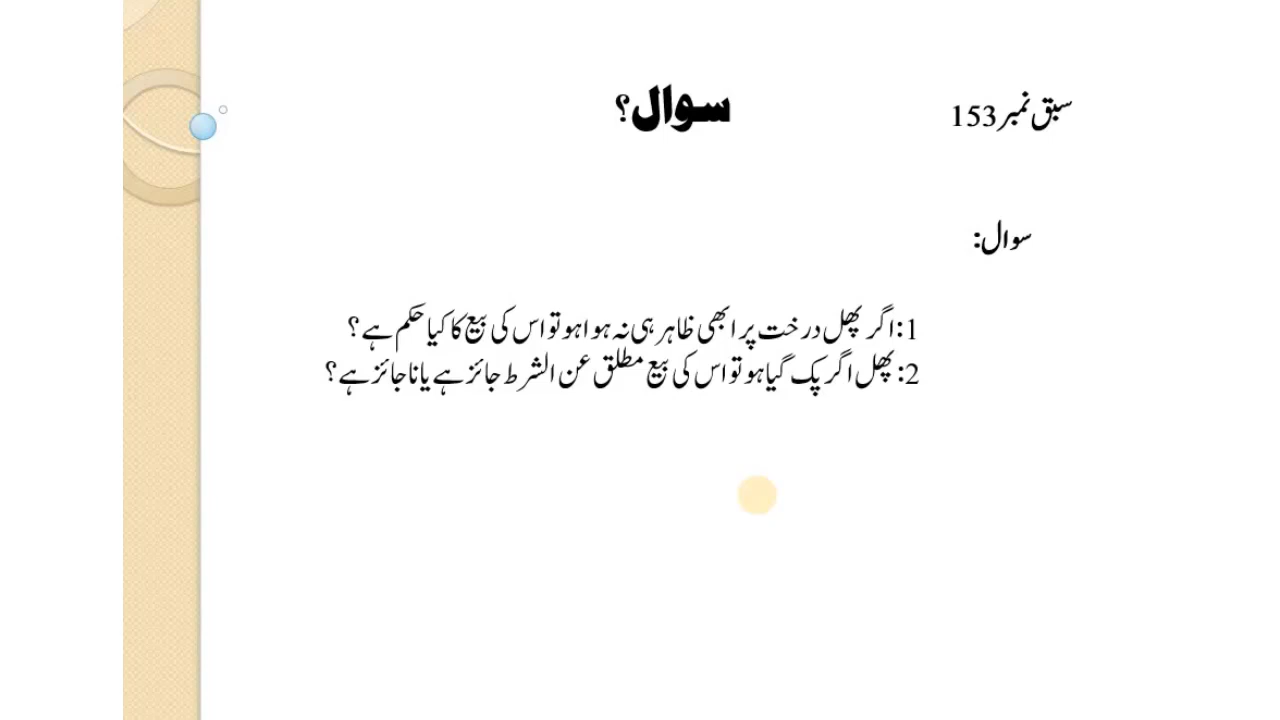 سبق نمبر 153
سوال؟
سوال:
1: اگر پھل درخت پر ابھی ظاہر ہی نہ ہوا ہو تو اس کی بیع کا کیا حکم ہے ؟
2: پھل اگر پک گیا ہو تو اس کی بیع مطلق عن الشرط جائز ہے یا ناجائز ہے ؟